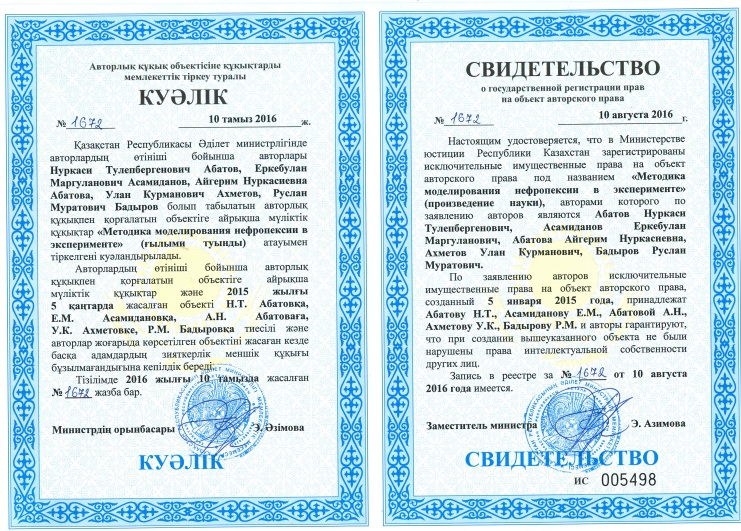 Авторлық құқық объектісіне құқықтарды
мемлекеттік тіркеу туралы
КУӘЛІК
№ 1672 10 тамыз 2016 ж.
Қазақстан Республикасы Әділет министрлігінде
авторлардың өтініші бойынша авторлары
Нуркаси Тулепбергенович Абатов, Еркебулан
Маргуланович Асамиданов, Айгерим Нуркасиевна
Абатова, Улан Курманович Ахметов, Руслан
Муратович Бадыров болып табылатын авторлық
құқықпен қорғалатын объектіге айрықша мүліктік
құқықтар «Методика моделирования нефропексии в
эксперименте» (ғылыми туынды) атауымен
тіркелгені куәландырылады.
Авторлардың өтініші бойынша авторлық
құқықпен қорғалатын объектіге айрықша
мүліктік құқықтар және 2015 жылғы
5 қаңтарда жасалған объекті Н.Т. Абатовқа,
Е.М. Асамидановқа, А.Н. Абатоваға,
У.К. Ахметовке, Р.М. Бадыровқа тиесілі және
авторлар жоғарыда көрсетілген объектіні жасаған кезде
басқа адамдардың зияткерлік меншік құқығы
бұзылмағандығына кепілдік береді.
Тізілімде 2016 жылғы 10 тамызда жасалған
№ 1672 жазба бар.
Министрдің орынбасары Э. Әзімова
КУӘЛІК
СВИДЕТЕЛЬСТВО
о государственной регистрации прав
на объект авторского права
№ 1672 10 августа 2016 г.
Настоящим удостоверяется, что в Министерстве
юстиции Республики Казахстан зарегистрированы
исключительные имущественные права на объект
авторского права под названием «Методика
моделирования нефропексии в эксперименте»
(произведение науки), авторами которого по
заявлению авторов являются Абатов Нуркаси
Тулепбергенович, Асамиданов Еркебулан
Маргуланович, Абатова Айгерим Нуркасиевна,
Ахметов Улан Курманович, Бадыров Руслан
Муратович.
По заявлению авторов исключительные
имущественные права на объект авторского права,
созданный 5 января 2015 года, принадлежат
Абатову Н.Т., Асамиданову Е.М., Абатовой А.Н.,
Ахметову У.К., Бадырову Р.М. и авторы гарантируют,
что при создании вышеуказанного объекта не были
нарушены права интеллектуальной собственности
других лиц.
Запись в реестре за № 1672 от 10 августа
2016 года имеется.
Заместитель министра Э. Азимова
СВИДЕТЕЛЬСТВО
ИС 005498